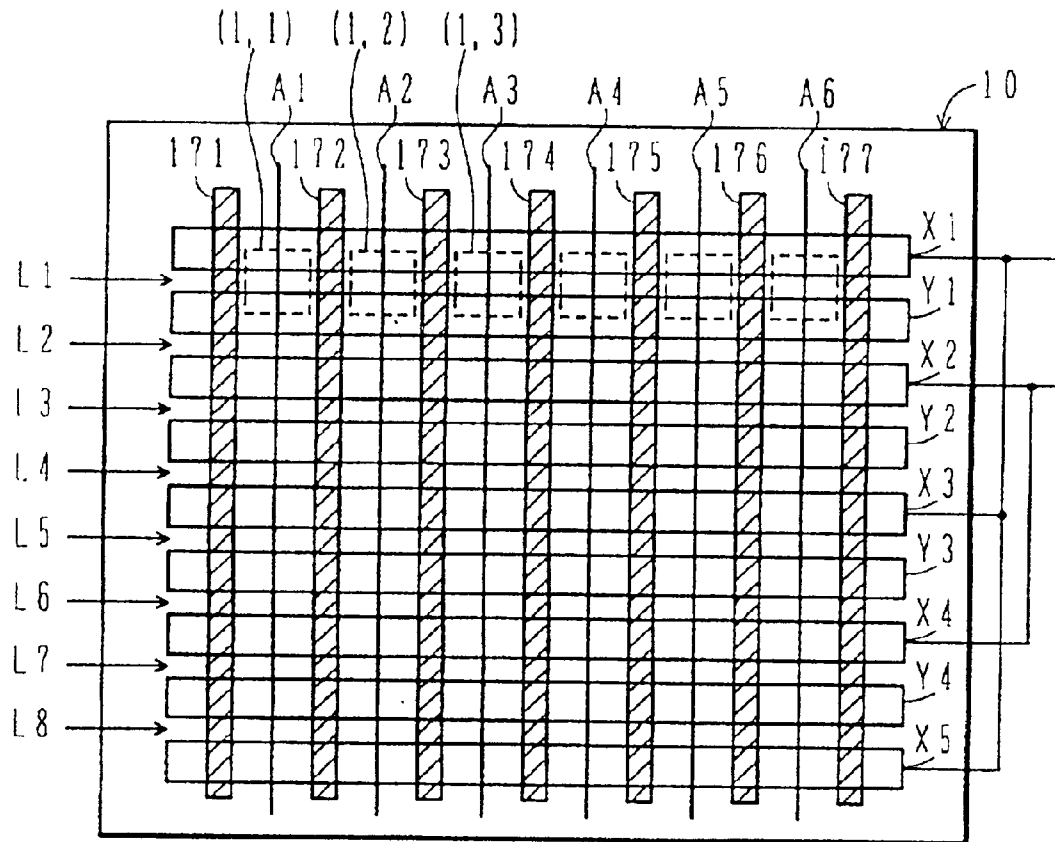 (1, 1) (1, 2) (1, 3)
A1 A2 A3 A4 A5 A6 10
171 172 173 174 175 176 177
X1
L1
Y1
L2
X2
L3
Y2
L4
X3
L5
Y3
L6
X4
L7
Y4
L8
X5